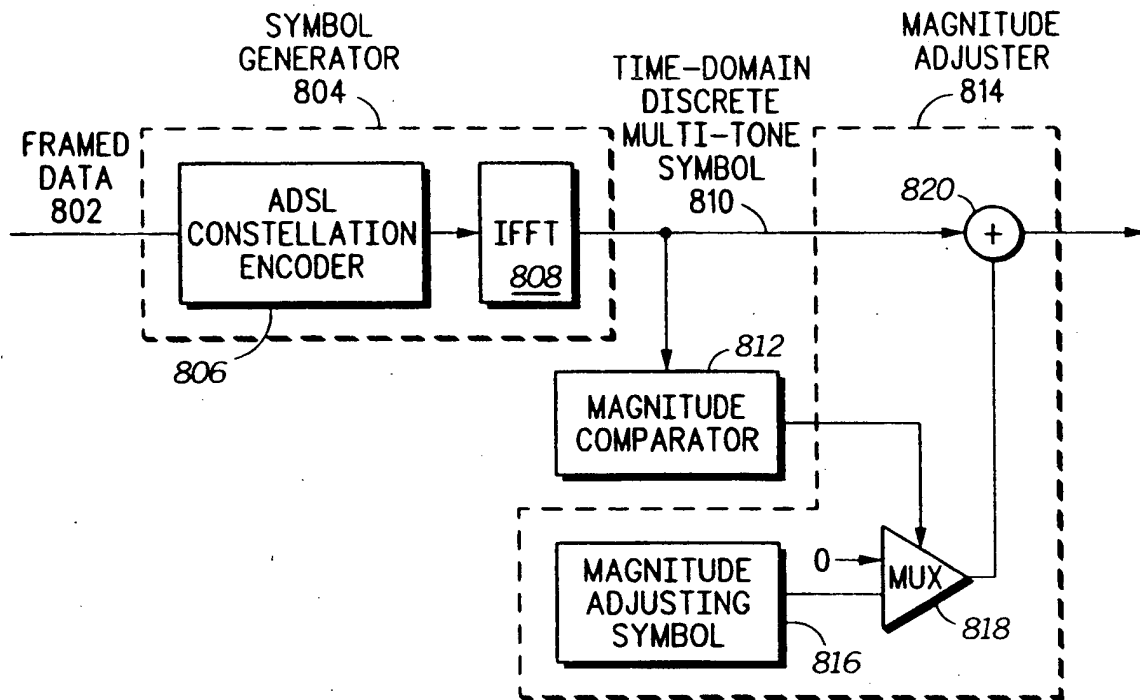 SYMBOL
GENERATOR
804
MAGNITUDE
ADJUSTER
814
TIME-DOMAIN
DISCRETE
MULTI-TONE
SYMBOL
810
FRAMED
DATA
802
ADSL
CONSTELLATION
ENCODER
806
IFFT
808
820
+
812
MAGNITUDE
COMPARATOR
0
MUX
818
MAGNITUDE
ADJUSTING
SYMBOL
816